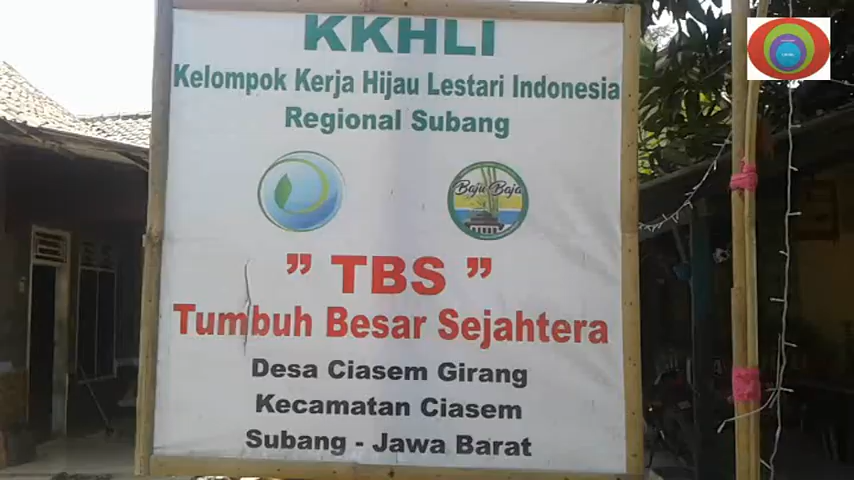 KKHLI
Kelompok Kerja Hijau Lestari Indonesia
Regional Subang
Baju Baja
" TBS "
Tumbuh Besar Sejahtera
Desa Ciasem Girang
Kecamatan Ciasem
Subang - Jawa Barat